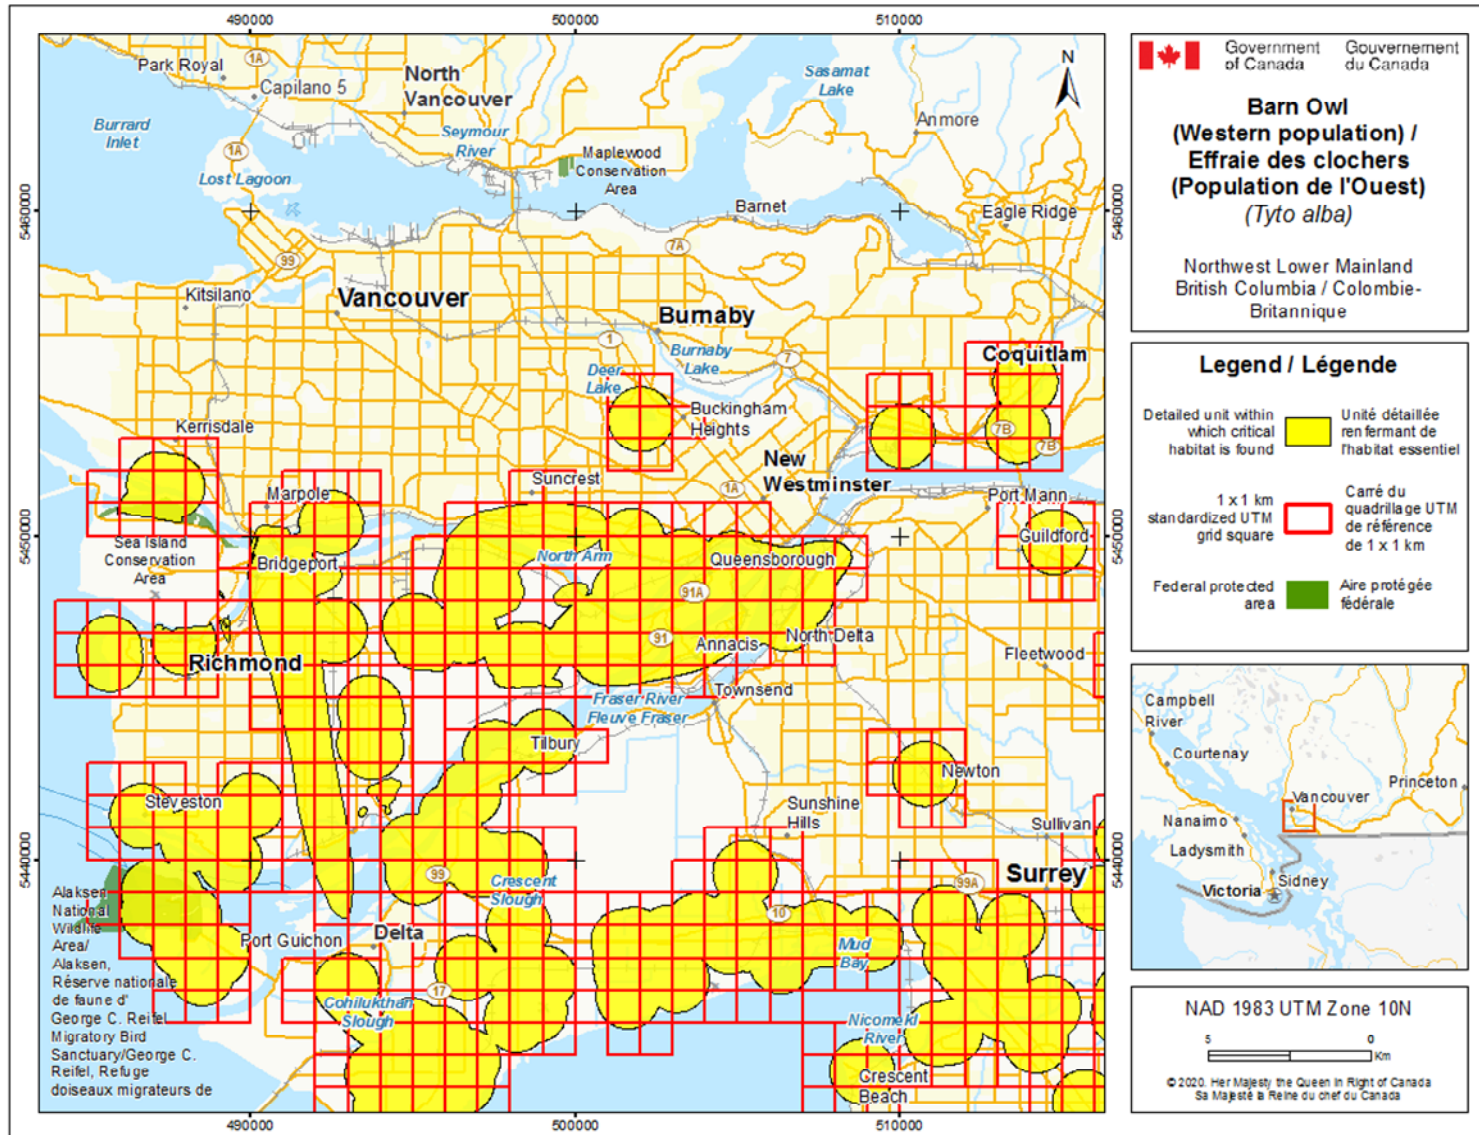 490000
500000
510000
Park Royal
1A
Capilano 5
North
Vancouver
Sasamat
Lake
Anmore
N
Burrard
Inlet
Seymour
River
1A
Lost Lagoon
Maplewood
Conservation
Area
Barnet
Eagle Ridge
5460000
5460000
99
7A
Kitsilano
Vancouver
Burnaby
1
Burnaby
Lake
7
Deer
Lake
Coquitlam
Kerrisdale
Buckingham
Heights
7B
7B
New
Westminster
1A
Marpole
Suncrest
Port Mann
5450000
5450000
Sea Island
Conservation
Area
Bridgeport
North Arm
Queensborough
Guildford
91A
91
Annacis
North Delta
Richmond
Fleetwood
Townsend
Fraser River
Fleuve Fraser
Tilbury
Newton
Steveston
Sunshine
Hills
Sullivan
5440000
5440000
99
Crescent
Slough
99A
Surrey
Alaksen
National
Wildlife
Area/
Alaksen,
Réserve nationale
de faune d'
George C. Reifel
Migratory Bird
Sanctuary/George C.
Reifel, Refuge
doiseaux migrateurs de
Port Guichon
Delta
10
Mud
Bay
17
Cohilukthan
Slough
Nicomekl
River
Crescent
Beach
490000
500000
510000
Government
of Canada
Gouvernement
du Canada
Barn Owl
(Western population) /
Effraie des clochers
(Population de l'Ouest)
(Tyto alba)
Northwest Lower Mainland
British Columbia / Colombie-
Britannique
Legend / Légende
Detailed unit within
which critical
habitat is found
Unité détaillée
renfermant de
l'habitat essentiel
1 x 1 km
standardized UTM
grid square
Carré du
quadrillage UTM
de référence
de 1 x 1 km
Federal protected
area
Aire protégée
fédérale
Campbell
River
Courtenay
Princeton
Vancouver
Nanaimo
Ladysmith
Sidney
Victoria
NAD 1983 UTM Zone 10N
5
0
Km
© 2020. Her Majesty the Queen in Right of Canada
Sa Majesté la Reine du chef du Canada